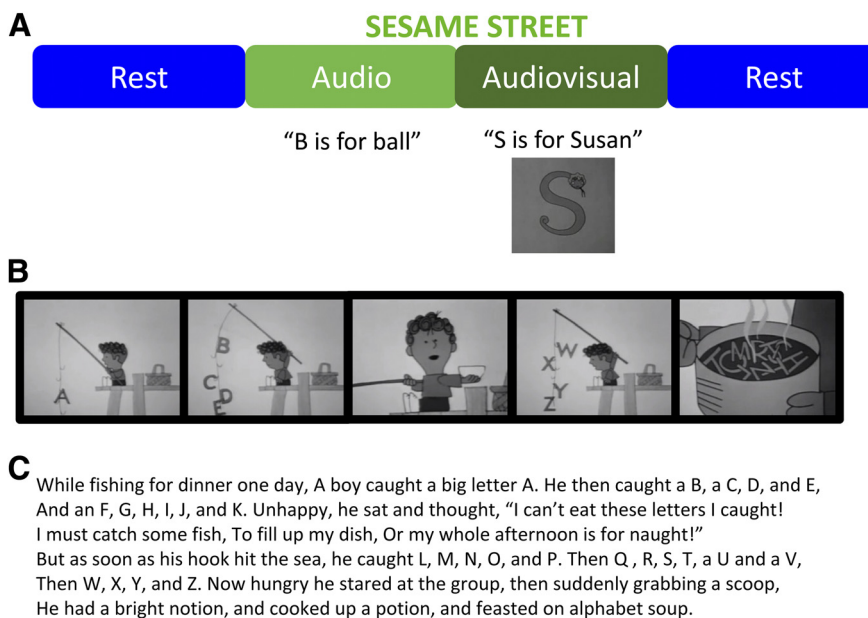 A
SESAME STREET
Rest
Audio
Audiovisual
Rest
“B is for ball”
“S is for Susan”
S
B
A
B
C
D
E
W
X
Y
Z
C
While fishing for dinner one day, A boy caught a big letter A. He then caught a B, a C, D, and E,
And an F, G, H, I, J, and K. Unhappy, he sat and thought, “I can’t eat these letters I caught!
I must catch some fish, To fill up my dish, Or my whole afternoon is for naught!”
But as soon as his hook hit the sea, he caught L, M, N, O, and P. Then Q , R, S, T, a U and a V,
Then W, X, Y, and Z. Now hungry he stared at the group, then suddenly grabbing a scoop,
He had a bright notion, and cooked up a potion, and feasted on alphabet soup.